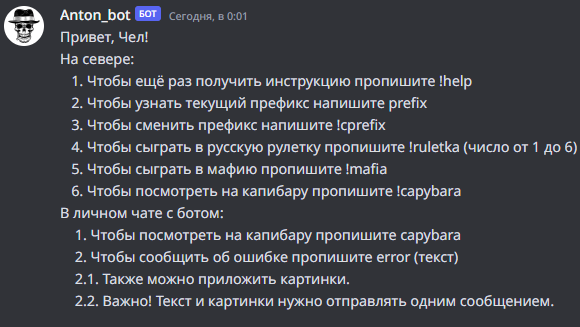 Anton_bot БОТ Сегодня, в 0:01
Привет, Чел!
На севере:
1. Чтобы ещё раз получить инструкцию пропишите !help
2. Чтобы узнать текущий префикс напишите prefix
3. Чтобы сменить префикс напишите !cprefix
4. Чтобы сыграть в русскую рулетку пропишите !ruletka (число от 1 до 6)
5. Чтобы сыграть в мафию пропишите !mafia
6. Чтобы посмотреть на капибару пропишите !capybara
В личном чате с ботом:
1. Чтобы посмотреть на капибару пропишите capybara
2. Чтобы сообщить об ошибке пропишите error (текст)
2.1. Также можно приложить картинки.
2.2. Важно! Текст и картинки нужно отправлять одним сообщением.